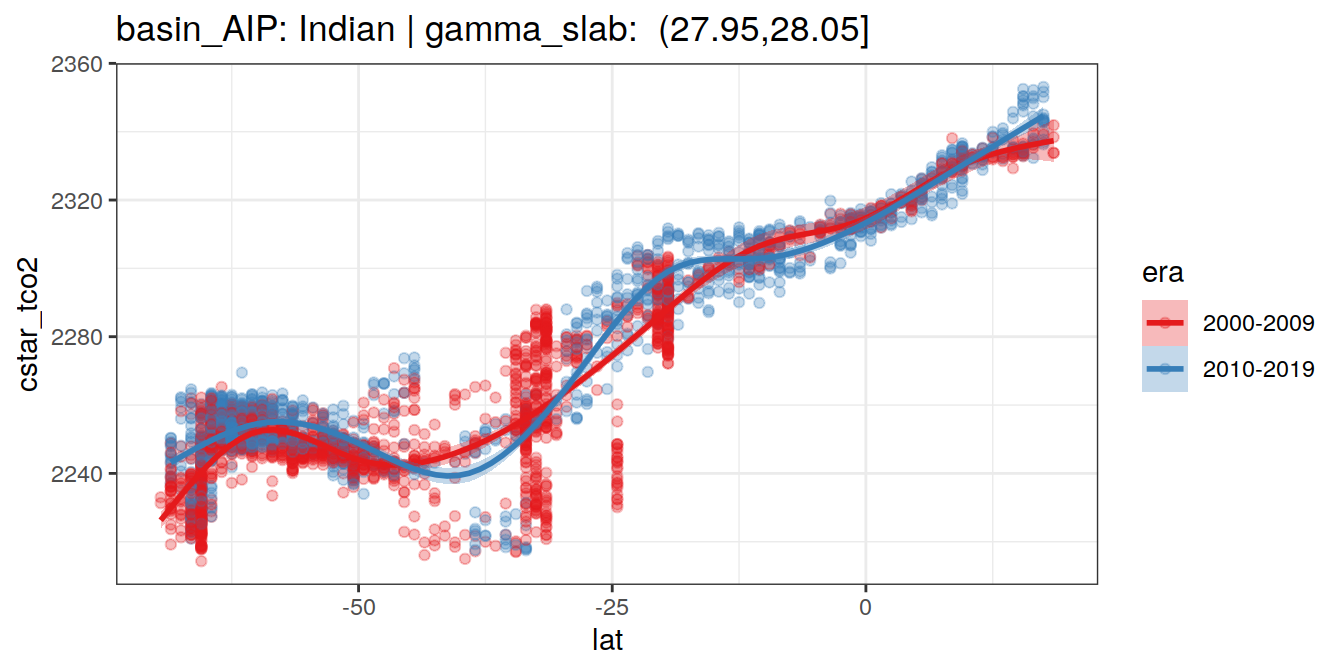 basin_AIP: Indian | gamma_slab:  (27.95,28.05]
2360
2320
2280
2240
cstar_tco2
-50
-25
0
lat
era
2000-2009
2010-2019